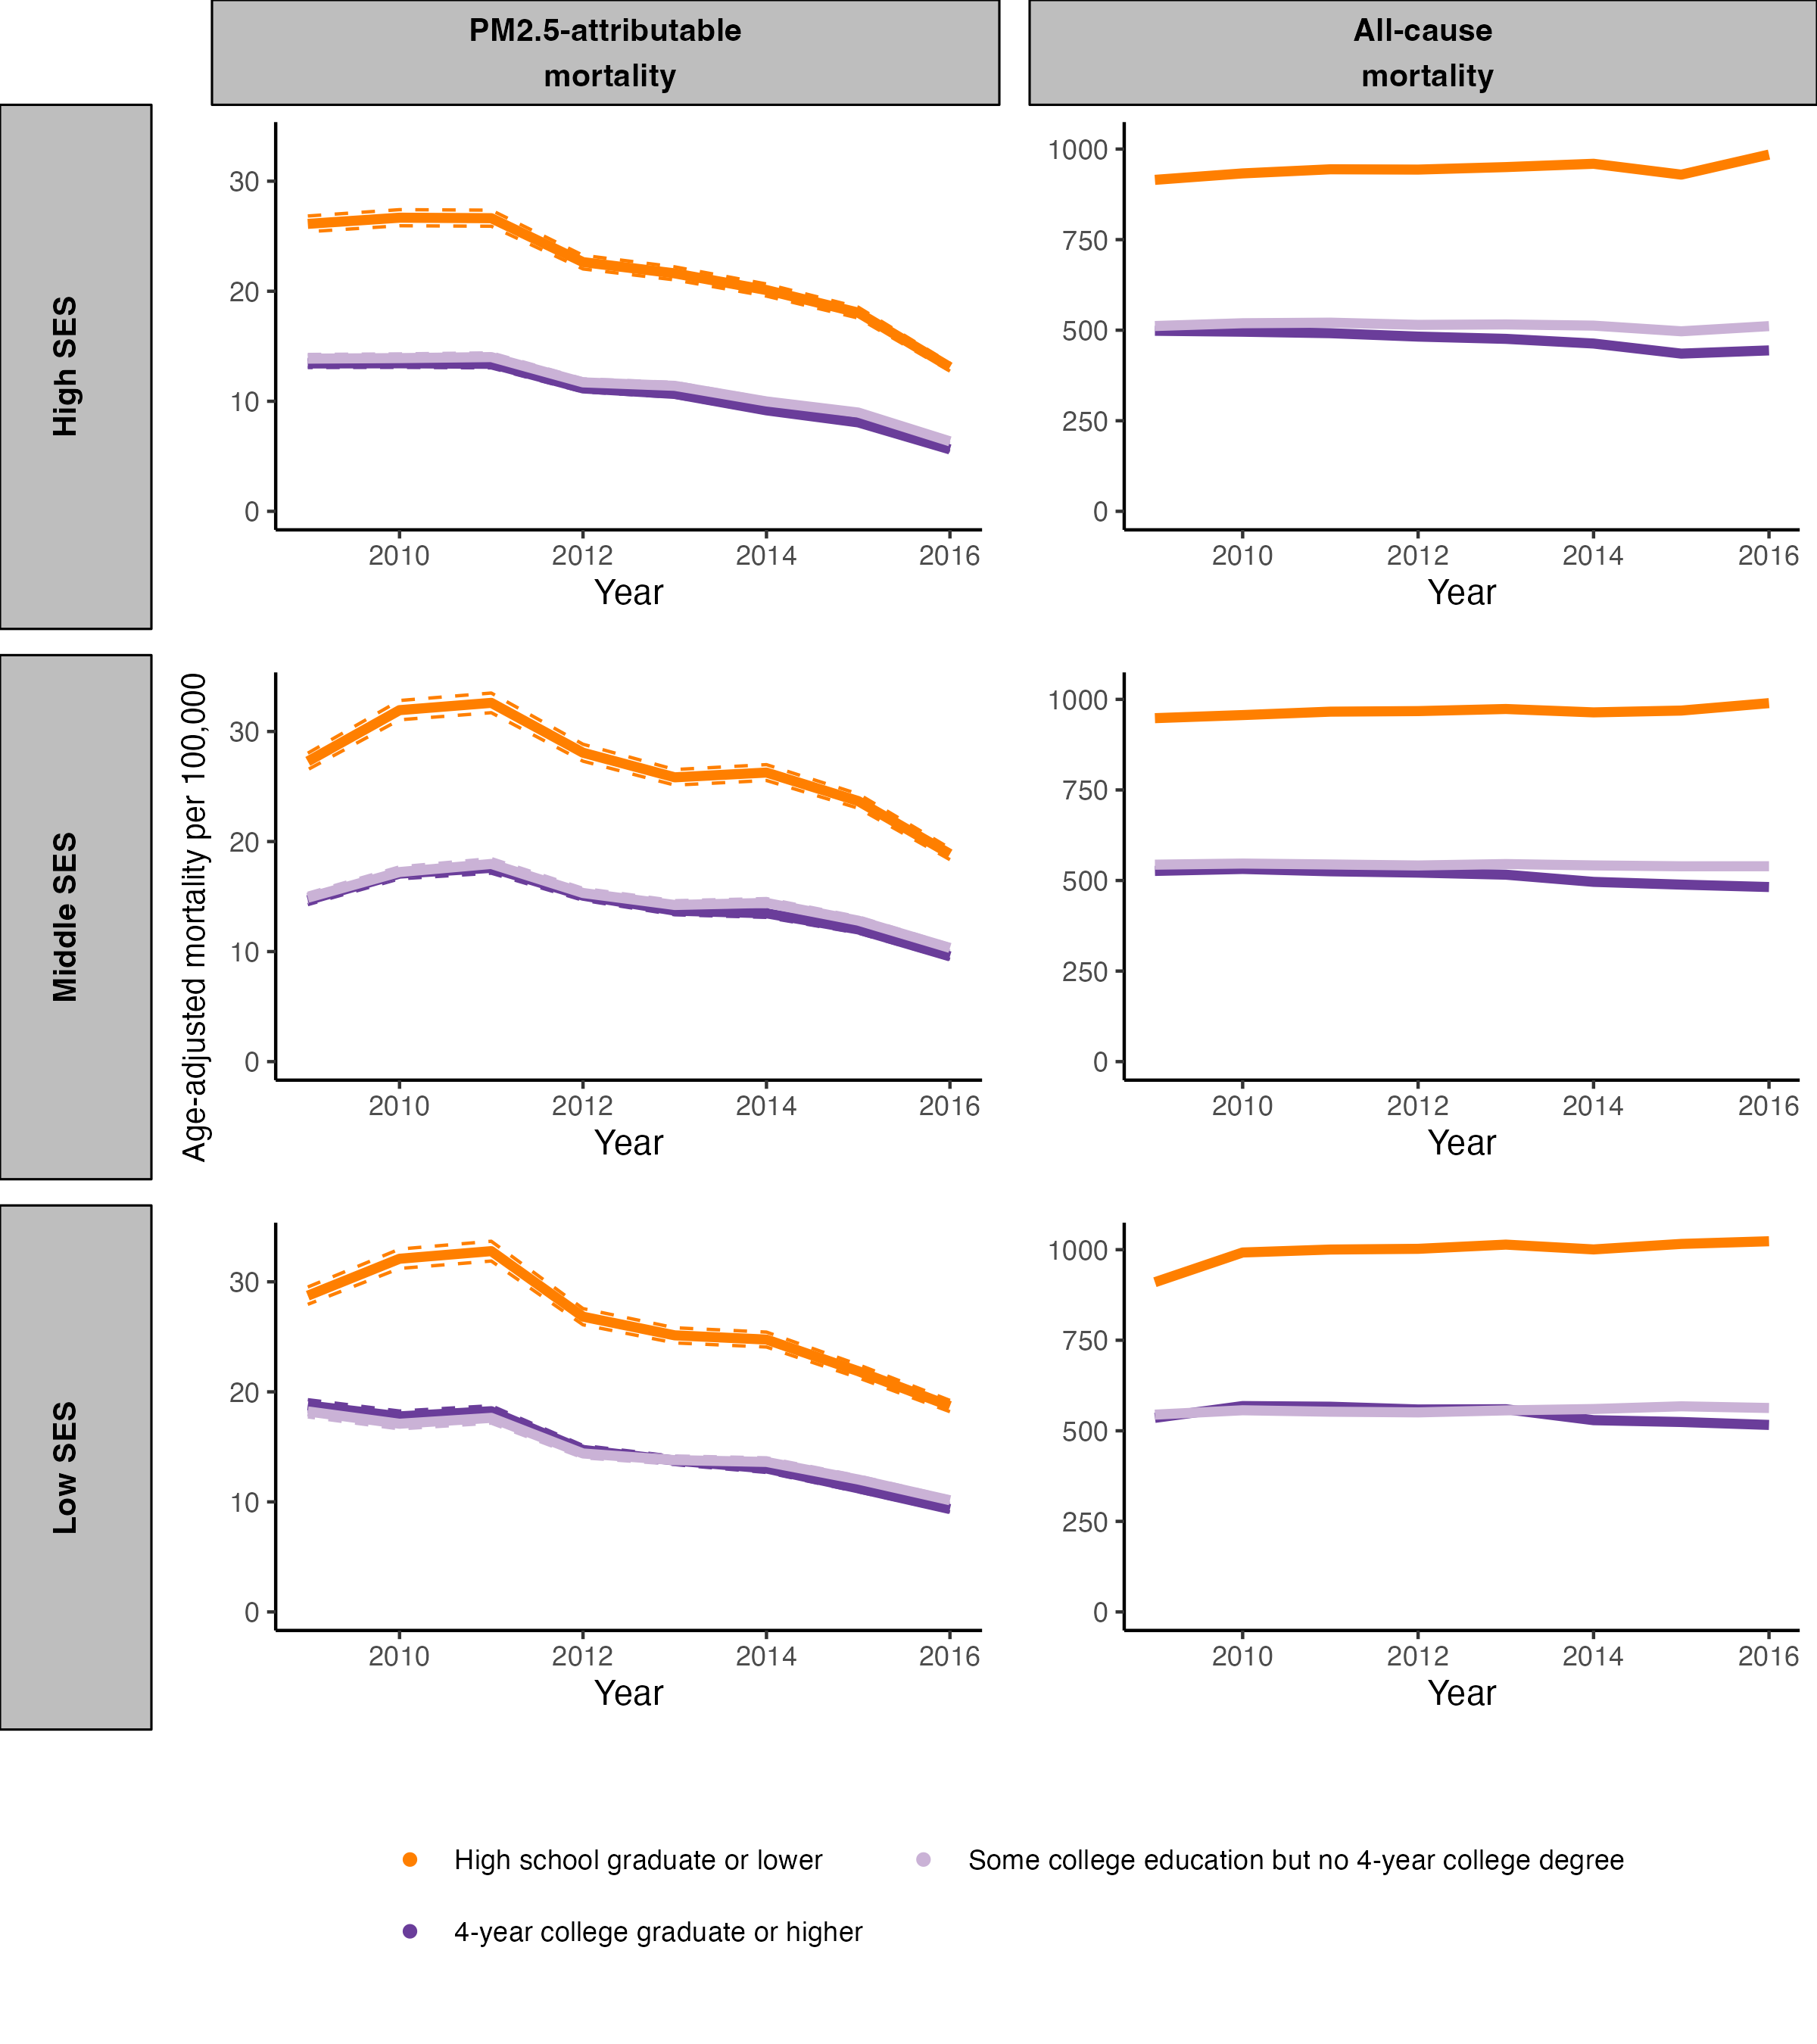 PM2.5-attributable
mortality
All-cause
mortality
High SES
30
20
10
0
2010 2012 2014 2016
Year
1000
750
500
250
0
2010 2012 2014 2016
Year
Middle SES
Age-adjusted mortality per 100,000
30
20
10
0
2010 2012 2014 2016
Year
1000
750
500
250
0
2010 2012 2014 2016
Year
Low SES
30
20
10
0
2010 2012 2014 2016
Year
1000
750
500
250
0
2010 2012 2014 2016
Year
High school graduate or lower
Some college education but no 4-year college degree
4-year college graduate or higher